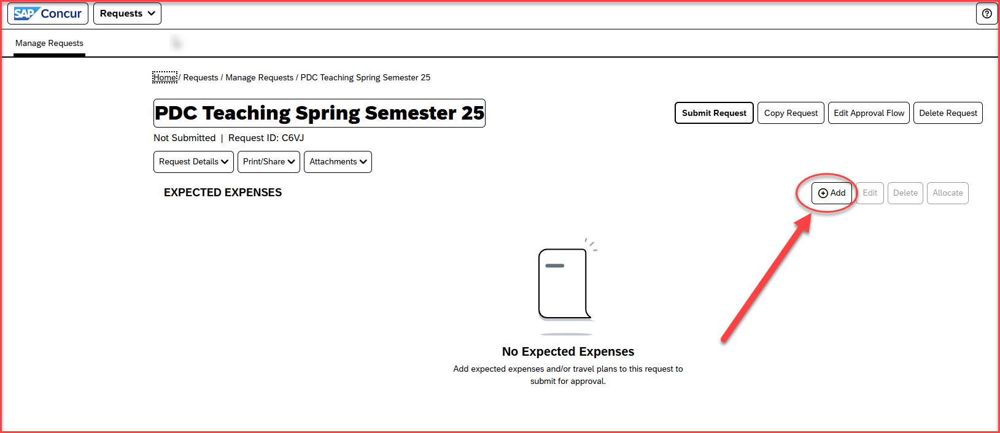 SAP Concur Requests
Manage Requests
Home / Requests / Manage Requests / PDC Teaching Spring Semester 25
PDC Teaching Spring Semester 25
Submit Request Copy Request Edit Approval Flow Delete Request
Not Submitted | Request ID: C6VJ
Request Details Print/Share Attachments
EXPECTED EXPENSES
Add Edit Delete Allocate
No Expected Expenses
Add expected expenses and/or travel plans to this request to
submit for approval.